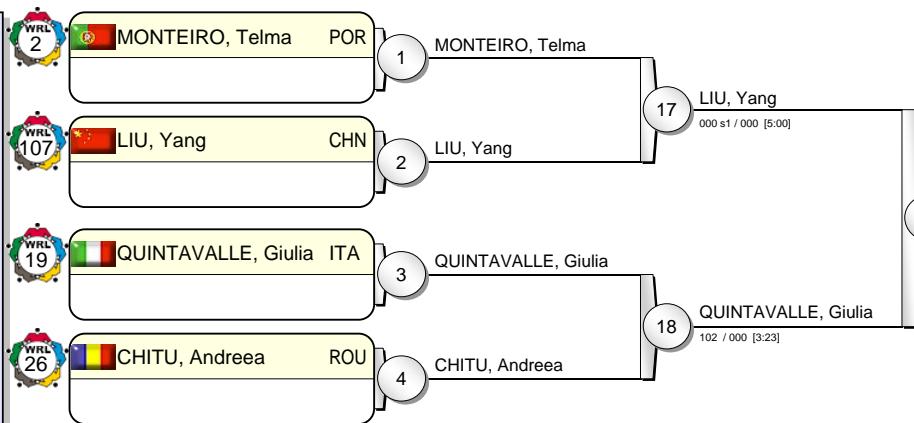 WRL
2
MONTEIRO, Telma POR
1
MONTEIRO, Telma
17
LIU, Yang
000 s1 / 000 [5:00]
WRL
107
LIU, Yang CHN
2
LIU, Yang
WRL
19
QUINTAVALLE, Giulia ITA
3
QUINTAVALLE, Giulia
18
QUINTAVALLE, Giulia
102 / 000 [3:23]
WRL
26
CHITU, Andreea ROU
4
CHITU, Andreea